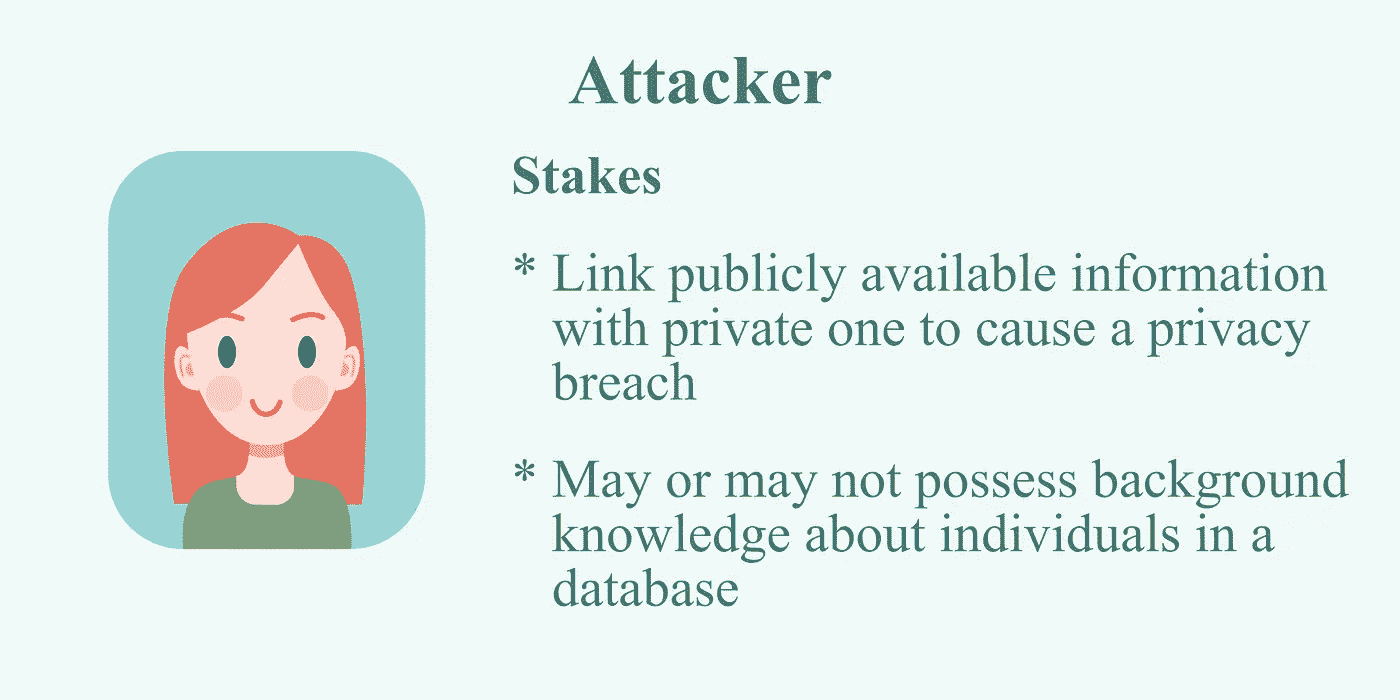 Attacker
Stakes
* Link publicly available information
with private one to cause a privacy
breach
* May or may not possess background
knowledge about individuals in a
database